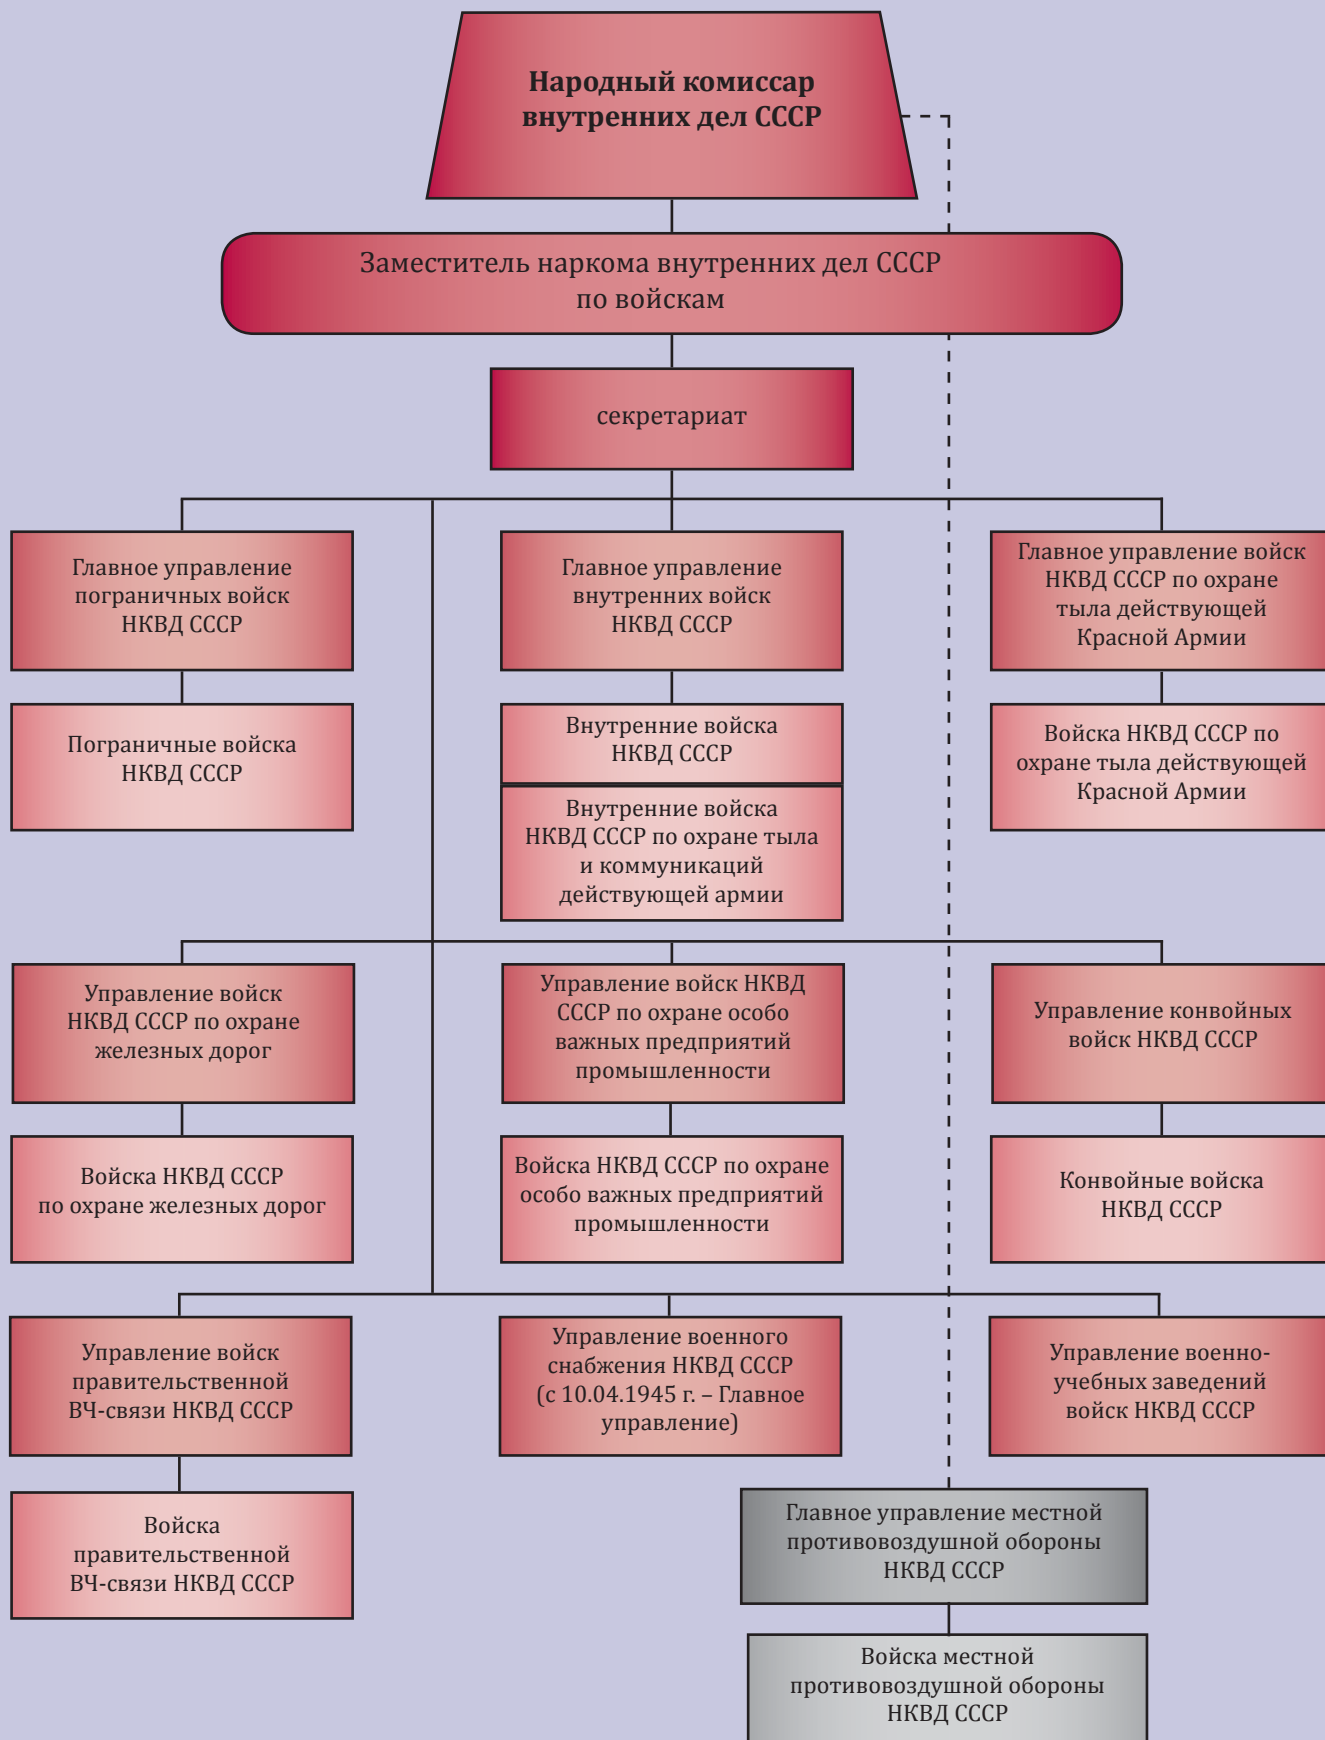 Народный комиссар
внутренних дел СССР
Заместитель наркома внутренних дел СССР
по войскам
секретариат
Главное управление
пограничных войск
НКВД СССР
Главное управление
внутренних войск
НКВД СССР
Главное управление войск
НКВД СССР по охране
тыла действующей
Красной Армии
Пограничные войска
НКВД СССР
Внутренние войска
НКВД СССР
Внутренние войска
НКВД СССР по охране тыла
и коммуникаций
действующей армии
Войска НКВД СССР по
охране тыла действующей
Красной Армии
Управление войск
НКВД СССР по охране
железных дорог
Управление войск НКВД
СССР по охране особо
важных предприятий
промышленности
Управление конвойных
войск НКВД СССР
Войска НКВД СССР
по охране железных дорог
Войска НКВД СССР по охране
особо важных предприятий
промышленности
Конвойные войска
НКВД СССР
Управление войск
правительственной
ВЧ-связи НКВД СССР
Управление военного
снабжения НКВД СССР
(с 10.04.1945 г. – Главное
управление)
Управление военно-
учебных заведений
войск НКВД СССР
Войска
правительственной
ВЧ-связи НКВД СССР
Главное управление местной
противовоздушной обороны
НКВД СССР
Войска местной
противовоздушной обороны
НКВД СССР